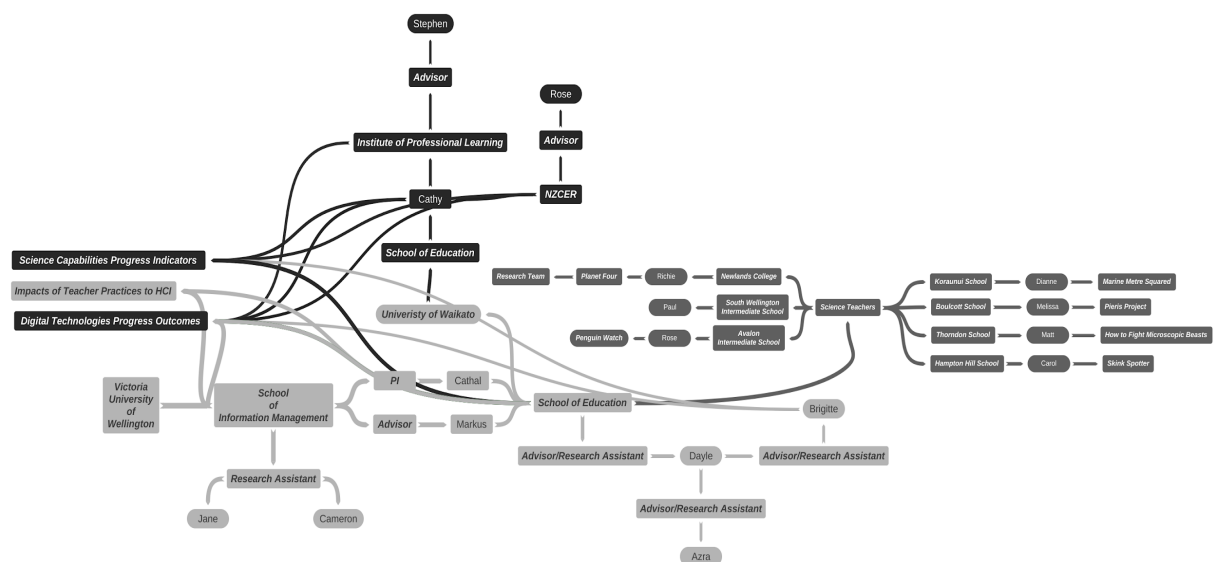 Stephen
Advisor
Rose
Institute of Professional Learning
Advisor
Cathy
NZCER
School of Education
Science Capabilities Progress Indicators
Impacts of Teacher Practices to HCI
Digital Technologies Progress Outcomes
Univeristy of Waikato
Research Team
Planet Four
Richie
Newlands College
Paul
South Wellington
Intermediate School
Penguin Watch
Rose
Avalon
Intermediate School
Science Teachers
Koraunui School
Dianne
Marine Metre Squared
Boulcott School
Melissa
Pieris Project
Thorndon School
Matt
How to Fight Microscopic Beasts
Hampton Hill School
Carol
Skink Spotter
Victoria
University
of
Wellington
School
of
Information Management
PI
Cathal
Advisor
Markus
School of Education
Brigitte
Advisor/Research Assistant
Dayle
Advisor/Research Assistant
Research Assistant
Jane
Cameron
Advisor/Research Assistant
Azra